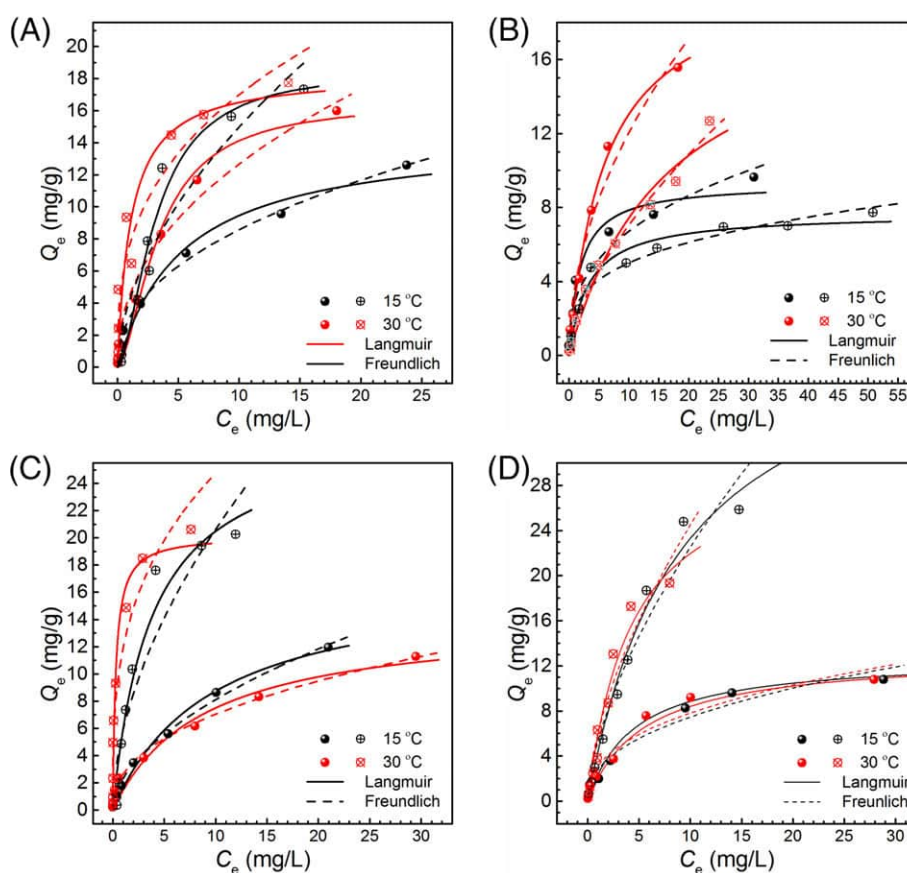 (A)
20
18
16
14
12
10
8
6
4
2
0
Qe (mg/g)
15 °C
30 °C
Langmuir
Freundlich
0 5 10 15 20 25
Ce (mg/L)
(B)
16
12
8
4
0
Qe (mg/g)
15 °C
30 °C
Langmuir
Freunlich
0 5 10 15 20 25 30 35 40 45 50 55
Ce (mg/L)
(C)
24
22
20
18
16
14
12
10
8
6
4
2
0
Qe (mg/g)
15 °C
30 °C
Langmuir
Freundlich
0 5 10 15 20 25 30
Ce (mg/L)
(D)
28
24
20
16
12
8
4
0
Qe (mg/g)
15 °C
30 °C
Langmuir
Freunlich
0 5 10 15 20 25 30
Ce (mg/L)